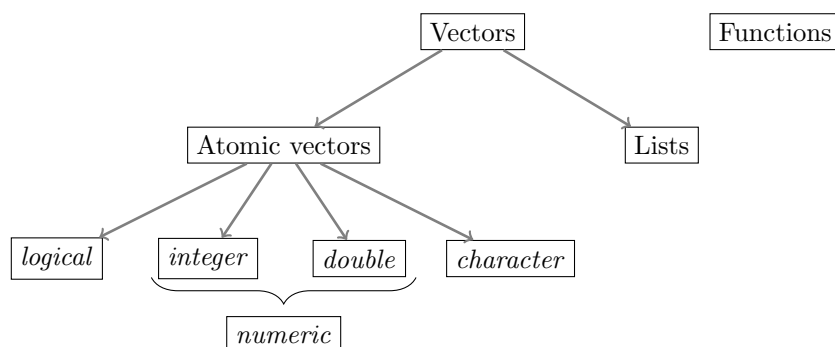 Vectors
Functions
Atomic vectors
Lists
logical
integer
double
character
numeric